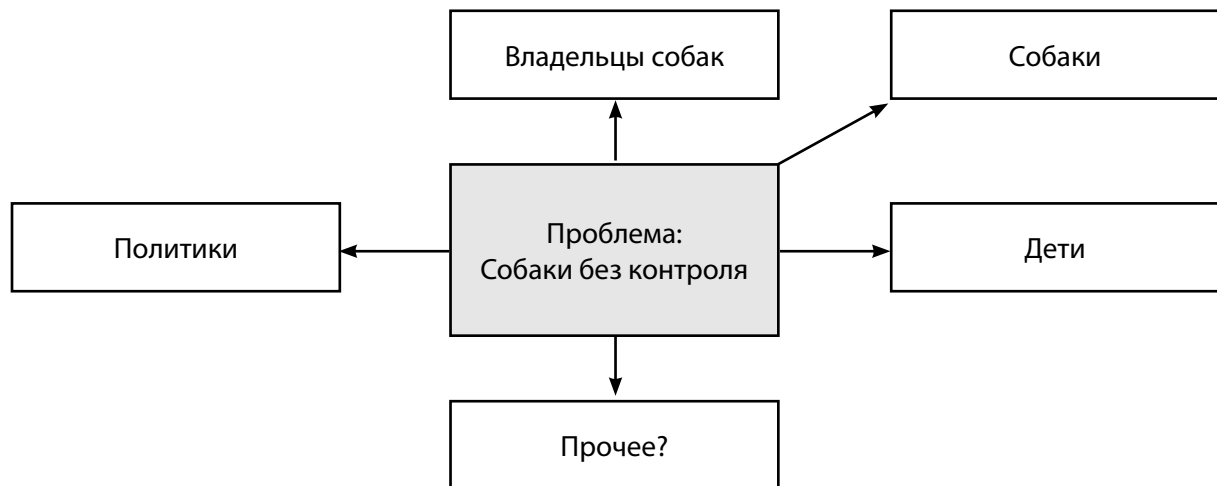 Владельцы собак
Собаки
Политики
Проблема:
Собаки без контроля
Дети
Прочее?